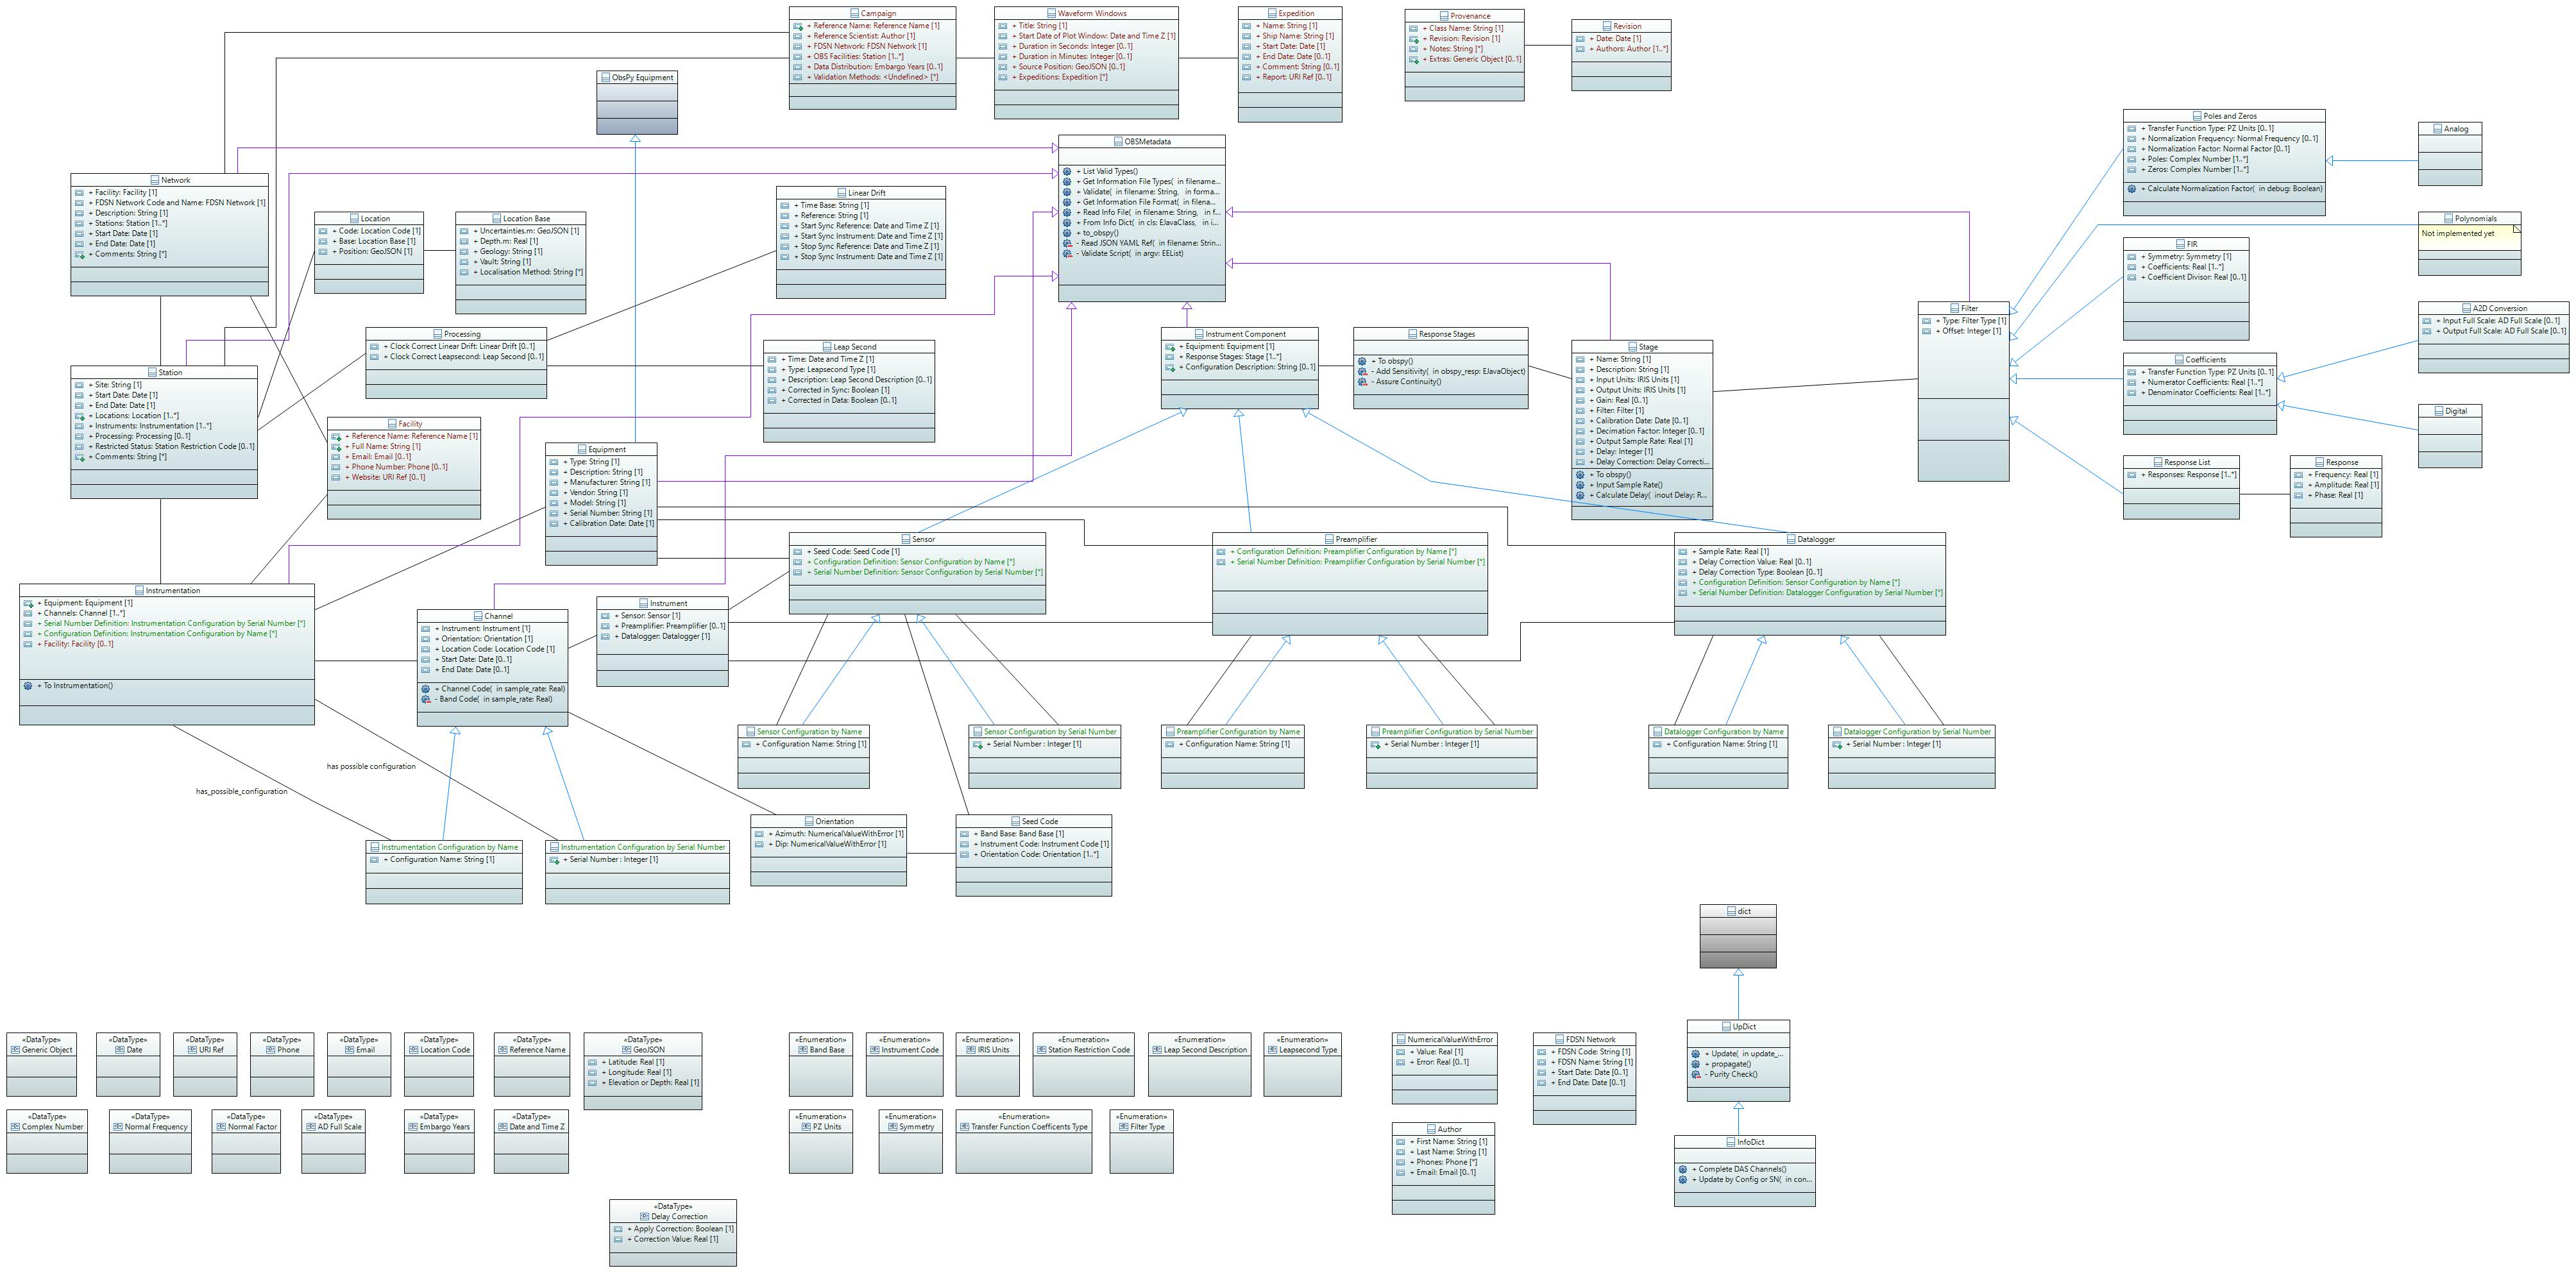 Campaign
+ Reference Name: Reference Name [1]
+ Reference Scientist: Author [1]
+ FDSN Network: FDSN Network [1]
+ OBS Facilities: Station [1..*]
+ Data Distribution: Embargo Years [0..1]
+ Validation Methods: <Undefined> [*]
Waveform Windows
+ Title: String [1]
+ Start Date of Plot Window: Date and Time Z [1]
+ Duration in Seconds: Integer [0..1]
+ Duration in Minutes: Integer [0..1]
+ Source Position: GeoJSON [0..1]
+ Expeditions: Expedition [*]
Expedition
+ Name: String [1]
+ Ship Name: String [1]
+ Start Date: Date [1]
+ End Date: Date [1]
+ Comment: String [0..1]
+ Report: URI Ref [0..1]
Provenance
+ Class Name: String [1]
+ Revision: Revision [1]
+ Notes: String [*]
+ Extras: Generic Object [0..1]
Revision
+ Date: Date [1]
+ Authors: Author [1..*]
ObsPy Equipment
OBSMetadata
+ List Valid Types()
+ Get Information File Types( in filename...
+ Validate( in filename: String, in forma...
+ Get Information File Format( in filena...
+ Read Info File( in filename: String, in f...
+ From Info Dict( in cls: EJavaClass, in i...
+ to_obspy()
- Read JSON YAML Ref( in filename: Strin...
- Validate Script( in argv: EEList)
Poles and Zeros
+ Transfer Function Type: PZ Units [0..1]
+ Normalization Frequency: Normal Frequency [0..1]
+ Normalization Factor: Normal Factor [0..1]
+ Poles: Complex Number [1..*]
+ Zeros: Complex Number [1..*]
+ Calculate Normalization Factor( in debug: Boolean)
Analog
Network
+ Facility: Facility [1]
+ FDSN Network Code and Name: FDSN Network [1]
+ Description: String [1]
+ Stations: Station [1..*]
+ Start Date: Date [1]
+ End Date: Date [1]
+ Comments: String [*]
Location
+ Code: Location Code [1]
+ Base: Location Base [1]
+ Position: GeoJSON [1]
Location Base
+ Uncertainties.m: GeoJSON [1]
+ Depth.m: Real [1]
+ Geology: String [1]
+ Vault: String [1]
+ Localisation Method: String [*]
Linear Drift
+ Time Base: String [1]
+ Reference: String [1]
+ Start Sync Reference: Date and Time Z [1]
+ Start Sync Instrument: Date and Time Z [1]
+ Stop Sync Reference: Date and Time Z [1]
+ Stop Sync Instrument: Date and Time Z [1]
Polynomials
Not implemented yet
FIR
+ Symmetry: Symmetry [1]
+ Coefficients: Real [1..*]
+ Coefficient Divisor: Real [0..1]
Filter
+ Type: Filter Type [1]
+ Offset: Integer [1]
A2D Conversion
+ Input Full Scale: AD Full Scale [0..1]
+ Output Full Scale: AD Full Scale [0..1]
Processing
+ Clock Correct Linear Drift: Linear Drift [0..1]
+ Clock Correct Leapsecond: Leap Second [0..1]
Leap Second
+ Time: Date and Time Z [1]
+ Type: Leapsecond Type [1]
+ Description: Leap Second Description [0..1]
+ Corrected in Sync: Boolean [1]
+ Corrected in Data: Boolean [0..1]
Instrument Component
+ Equipment: Equipment [1]
+ Response Stages: Stage [1..*]
+ Configuration Description: String [0..1]
Response Stages
+ To obspy()
- Add Sensitivity( in obspy_resp: EJavaObject)
- Assure Continuity()
Stage
+ Name: String [1]
+ Description: String [1]
+ Input Units: IRIS Units [1]
+ Output Units: IRIS Units [1]
+ Gain: Real [0..1]
+ Filter: Filter [1]
+ Calibration Date: Date [0..1]
+ Decimation Factor: Integer [0..1]
+ Output Sample Rate: Real [1]
+ Delay: Integer [1]
+ Delay Correction: Delay Correcti...
+ To obspy()
+ Input Sample Rate()
+ Calculate Delay( inout Delay: R...
Coefficients
+ Transfer Function Type: PZ Units [0..1]
+ Numerator Coefficients: Real [1..*]
+ Denominator Coefficients: Real [1..*]
Digital
Response List
+ Responses: Response [1..*]
Response
+ Frequency: Real [1]
+ Amplitude: Real [1]
+ Phase: Real [1]
Station
+ Site: String [1]
+ Start Date: Date [1]
+ End Date: Date [1]
+ Locations: Location [1..*]
+ Instruments: Instrumentation [1..*]
+ Processing: Processing [0..1]
+ Restricted Status: Station Restriction Code [0..1]
+ Comments: String [*]
Facility
+ Reference Name: Reference Name [1]
+ Full Name: String [1]
+ Email: Email [0..1]
+ Phone Number: Phone [0..1]
+ Website: URI Ref [0..1]
Equipment
+ Type: String [1]
+ Description: String [1]
+ Manufacturer: String [1]
+ Vendor: String [1]
+ Model: String [1]
+ Serial Number: String [1]
+ Calibration Date: Date [1]
Sensor
+ Seed Code: Seed Code [1]
+ Configuration Definition: Sensor Configuration by Name [*]
+ Serial Number Definition: Sensor Configuration by Serial Number [*]
Preamplifier
+ Configuration Definition: Preamplifier Configuration by Name [*]
+ Serial Number Definition: Preamplifier Configuration by Serial Number [*]
Datalogger
+ Sample Rate: Real [1]
+ Delay Correction Value: Real [0..1]
+ Delay Correction Type: Boolean [0..1]
+ Configuration Definition: Sensor Configuration by Name [*]
+ Serial Number Definition: Datalogger Configuration by Serial Number [*]
Instrumentation
+ Equipment: Equipment [1]
+ Channels: Channel [1..*]
+ Serial Number Definition: Instrumentation Configuration by Serial Number [*]
+ Configuration Definition: Instrumentation Configuration by Name [*]
+ Facility: Facility [0..1]
+ To Instrumentation()
Channel
+ Instrument: Instrument [1]
+ Orientation: Orientation [1]
+ Location Code: Location Code [1]
+ Start Date: Date [0..1]
+ End Date: Date [0..1]
+ Channel Code( in sample_rate: Real)
- Band Code( in sample_rate: Real)
Instrument
+ Sensor: Sensor [1]
+ Preamplifier: Preamplifier [0..1]
+ Datalogger: Datalogger [1]
Sensor Configuration by Name
+ Configuration Name: String [1]
Sensor Configuration by Serial Number
+ Serial Number : Integer [1]
Preamplifier Configuration by Name
+ Configuration Name: String [1]
Preamplifier Configuration by Serial Number
+ Serial Number : Integer [1]
Datalogger Configuration by Name
+ Configuration Name: String [1]
Datalogger Configuration by Serial Number
+ Serial Number : Integer [1]
has possible configuration
has_possible_configuration
Instrumentation Configuration by Name
+ Configuration Name: String [1]
Instrumentation Configuration by Serial Number
+ Serial Number : Integer [1]
Orientation
+ Azimuth: NumericalValueWithError [1]
+ Dip: NumericalValueWithError [1]
Seed Code
+ Band Base: Band Base [1]
+ Instrument Code: Instrument Code [1]
+ Orientation Code: Orientation [1..*]
dict
UpDict
+ Update( in update_...
+ propagate()
- Purity Check()
InfoDict
+ Complete DAS Channels()
+ Update by Config or SN( in con...
«DataType»
Generic Object
«DataType»
Date
«DataType»
URI Ref
«DataType»
Phone
«DataType»
Email
«DataType»
Location Code
«DataType»
Reference Name
«DataType»
GeoJSON
+ Latitude: Real [1]
+ Longitude: Real [1]
+ Elevation or Depth: Real [1]
«Enumeration»
Band Base
«Enumeration»
Instrument Code
«Enumeration»
IRIS Units
«Enumeration»
Station Restriction Code
«Enumeration»
Leap Second Description
«Enumeration»
Leapsecond Type
NumericalValueWithError
+ Value: Real [1]
+ Error: Real [0..1]
FDSN Network
+ FDSN Code: String [1]
+ FDSN Name: String [1]
+ Start Date: Date [0..1]
+ End Date: Date [0..1]
«DataType»
Complex Number
«DataType»
Normal Frequency
«DataType»
Normal Factor
«DataType»
AD Full Scale
«DataType»
Embargo Years
«DataType»
Date and Time Z
«Enumeration»
PZ Units
«Enumeration»
Symmetry
«Enumeration»
Transfer Function Coefficents Type
«Enumeration»
Filter Type
Author
+ First Name: String [1]
+ Last Name: String [1]
+ Phones: Phone [*]
+ Email: Email [0..1]
«DataType»
Delay Correction
+ Apply Correction: Boolean [1]
+ Correction Value: Real [1]